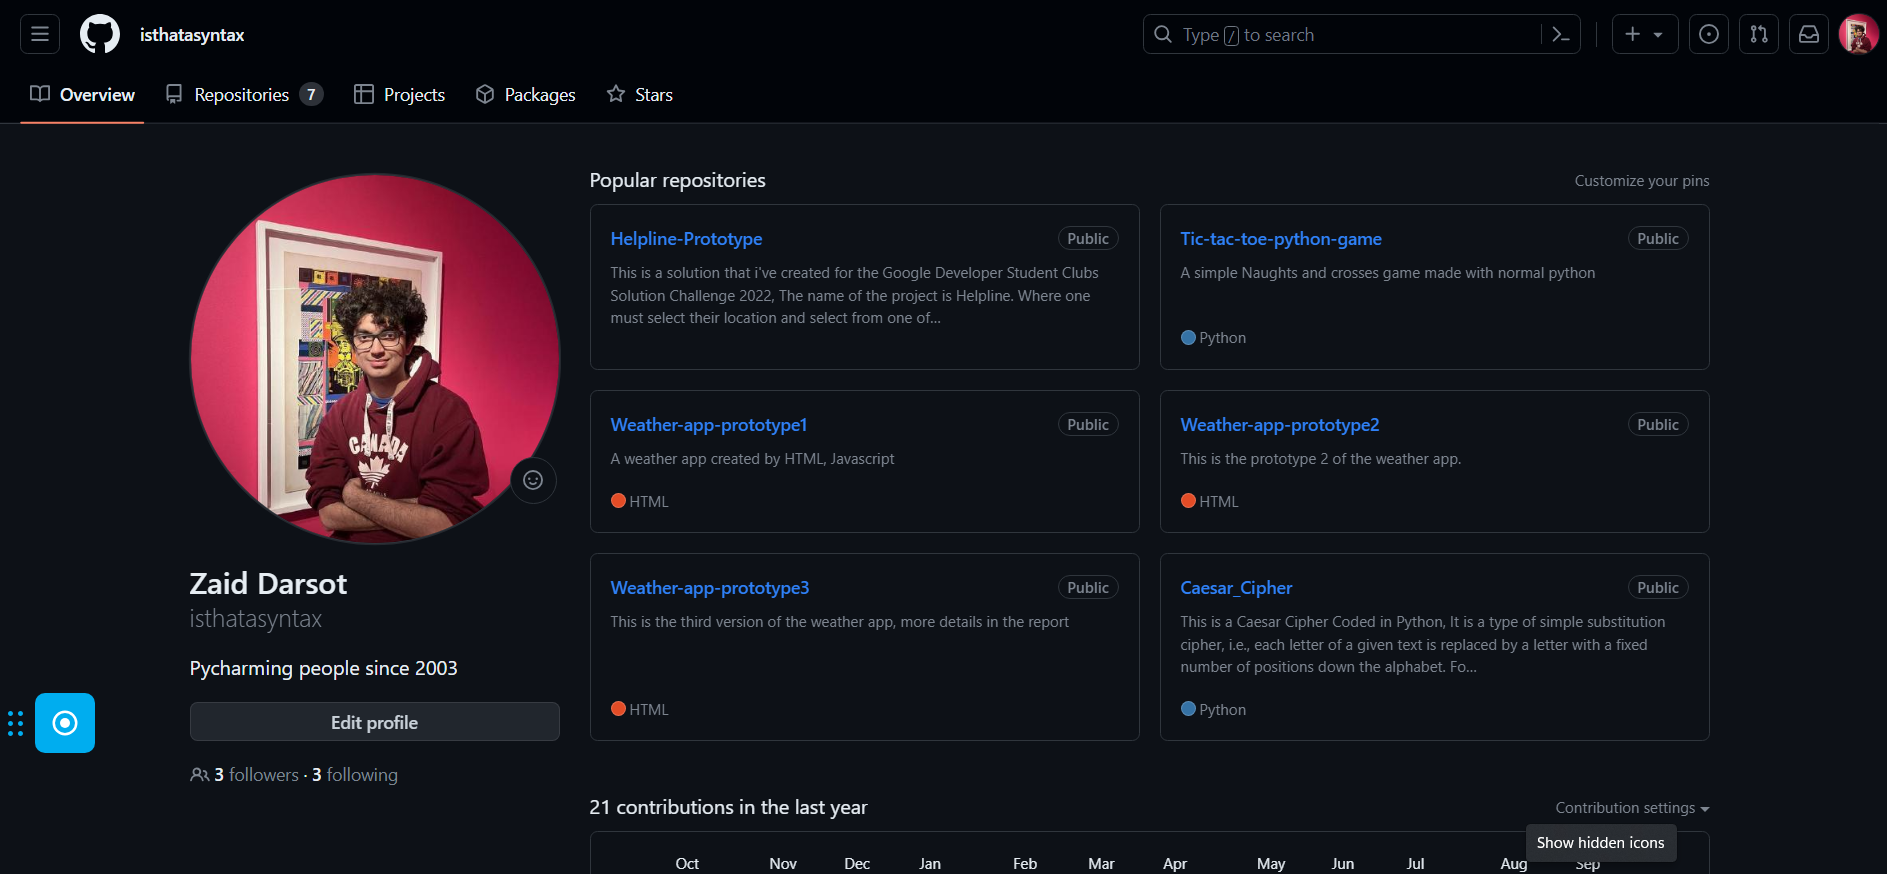 isthatasyntax
Type / to search
Overview
Repositories 7
Projects
Packages
Stars
Popular repositories
Customize your pins
Helpline-Prototype
Public
This is a solution that i've created for the Google Developer Student Clubs
Solution Challenge 2022, The name of the project is Helpline. Where one
must select their location and select from one of...
Tic-tac-toe-python-game
Public
A simple Naughts and crosses game made with normal python
Python
Weather-app-prototype1
Public
A weather app created by HTML, Javascript
HTML
Weather-app-prototype2
Public
This is the prototype 2 of the weather app.
HTML
Weather-app-prototype3
Public
This is the third version of the weather app, more details in the report
HTML
Caesar_Cipher
Public
This is a Caesar Cipher Coded in Python, It is a type of simple substitution
cipher, i.e., each letter of a given text is replaced by a letter with a fixed
number of positions down the alphabet. Fo...
Python
CANADA
Zaid Darsot
isthatasyntax
Pycharming people since 2003
Edit profile
3 followers · 3 following
21 contributions in the last year
Contribution settings
Show hidden icons
Oct Nov Dec Jan Feb Mar Apr May Jun Jul Aug Sep